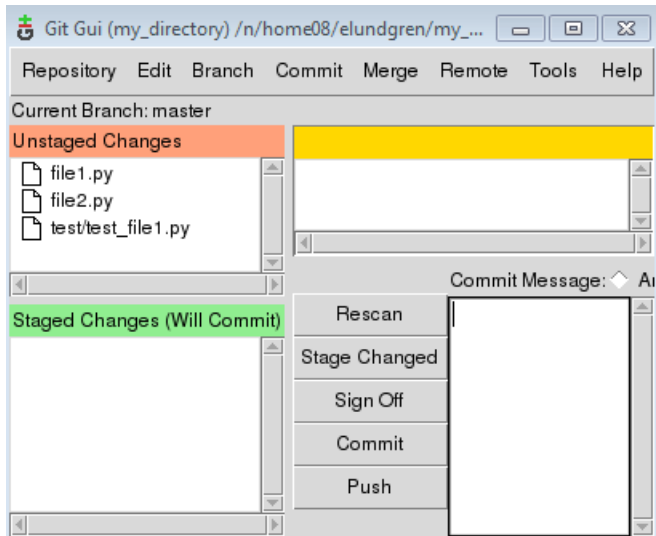 Git Gui (my_directory) /n/home08/elundgren/my_...
Repository Edit Branch Commit Merge Remote Tools Help
Current Branch: master
Unstaged Changes
file1.py
file2.py
test/test_file1.py
Commit Message:
Staged Changes (Will Commit)
Rescan
Stage Changed
Sign Off
Commit
Push